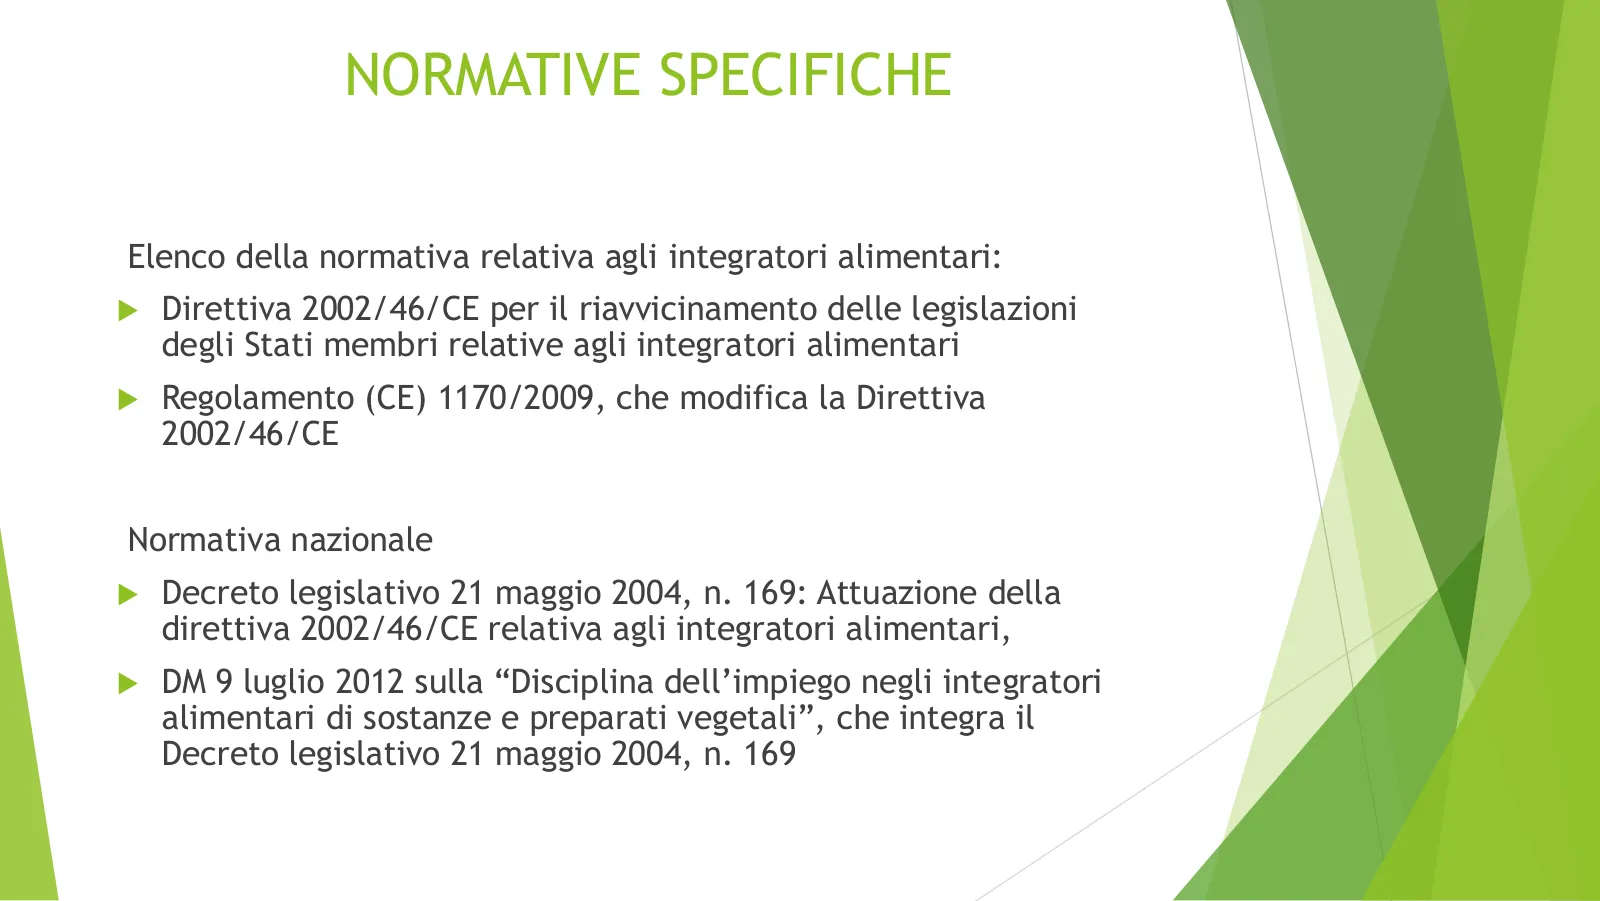 NORMATIVE SPECIFICHE
Elenco della normativa relativa agli integratori alimentari:
Direttiva 2002/46/CE per il riavvicinamento delle legislazioni
degli Stati membri relative agli integratori alimentari
Regolamento (CE) 1170/2009, che modifica la Direttiva
2002/46/CE
Normativa nazionale
Decreto legislativo 21 maggio 2004, n. 169: Attuazione della
direttiva 2002/46/CE relativa agli integratori alimentari,
DM 9 luglio 2012 sulla “Disciplina dell’impiego negli integratori
alimentari di sostanze e preparati vegetali”, che integra il
Decreto legislativo 21 maggio 2004, n. 169